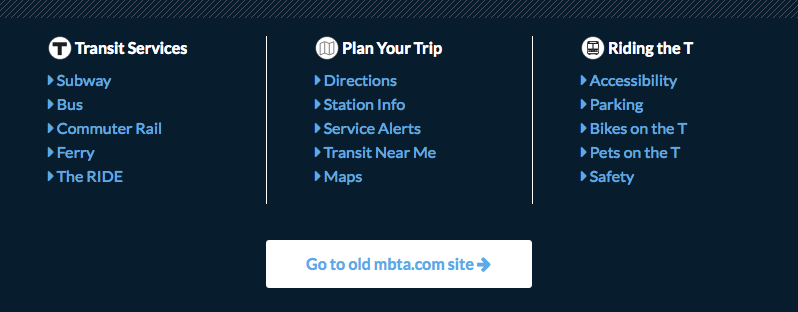 Transit Services
Subway
Bus
Commuter Rail
Ferry
The RIDE
Plan Your Trip
Directions
Station Info
Service Alerts
Transit Near Me
Maps
Riding the T
Accessibility
Parking
Bikes on the T
Pets on the T
Safety
Go to old mbta.com site